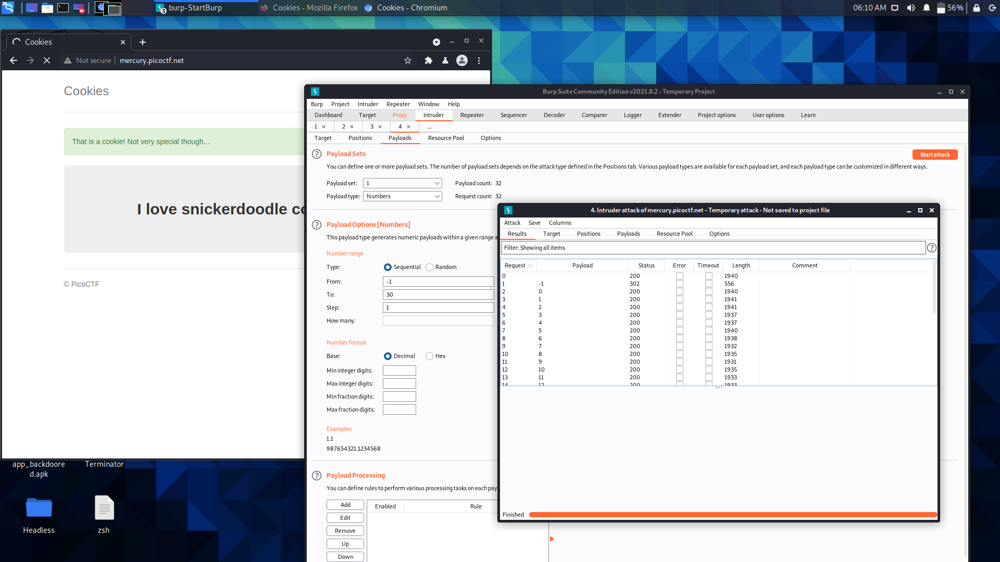 3
burp-StartBurp
Cookies - Mozilla Firefox
Cookies - Chromium
06:10 AM
56%
Cookies
Not secure
mercury.picoctf.net
Cookies
That is a cookie! Not very special though...
I love snickerdoodle co
© PicoCTF
Burp Suite Community Edition v2021.8.2 - Temporary Project
Burp Project Intruder Repeater Window Help
Dashboard Target Proxy Intruder Repeater Sequencer Decoder Comparer Logger Extender Project options User options Learn
1 × 2 × 3 × 4 × ...
Target Positions Payloads Resource Pool Options
? Payload Sets
Start attack
You can define one or more payload sets. The number of payload sets depends on the attack type defined in the Positions tab. Various payload types are available for each payload set, and each payload type can be customized in different ways.
Payload set: 1 Payload count: 32
Payload type: Numbers Request count: 32
? Payload Options [Numbers]
This payload type generates numeric payloads within a given range a
Number range
Type: Sequential Random
From: -1
To: 30
Step: 1
How many:
Number format
Base: Decimal Hex
Min integer digits:
Max integer digits:
Min fraction digits:
Max fraction digits:
Examples
1.1
987654321.1234568
? Payload Processing
You can define rules to perform various processing tasks on each pay
Add
Edit
Remove
Up
Down
Enabled Rule
4. Intruder attack of mercury.picoctf.net - Temporary attack - Not saved to project file
Attack Save Columns
Results Target Positions Payloads Resource Pool Options
Filter: Showing all items ?
Request Payload Status Error Timeout Length Comment
0 200 1940
1 -1 302 556
2 0 200 1940
3 1 200 1941
4 2 200 1941
5 3 200 1937
6 4 200 1937
7 5 200 1940
8 6 200 1938
9 7 200 1932
10 8 200 1935
11 9 200 1931
12 10 200 1935
13 11 200 1933
14 12 200 1933
Finished
app_backdoore
d.apk
Terminator
Headless
zsh